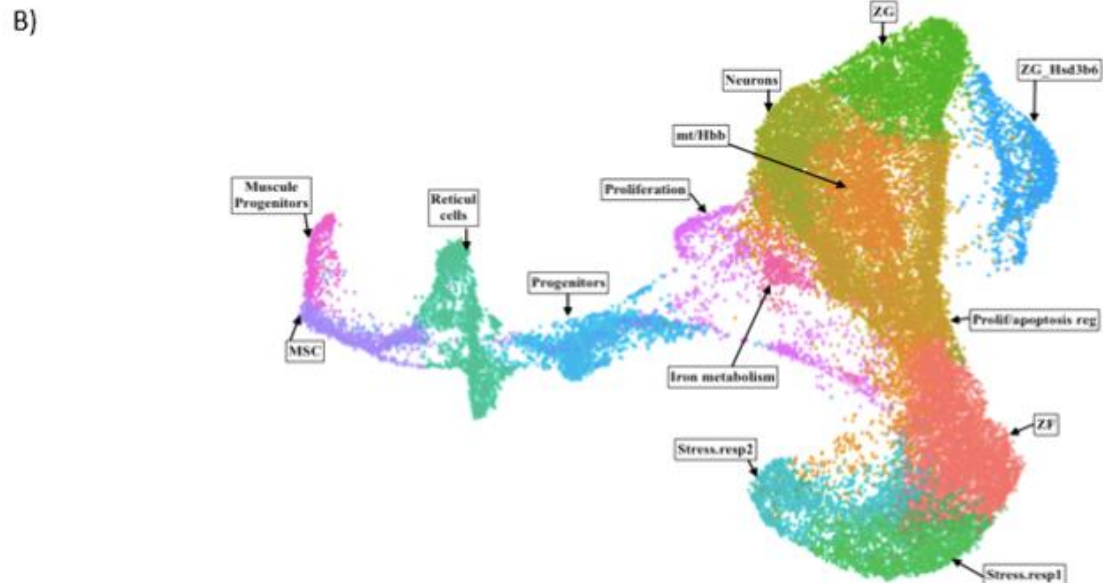 B)
ZG
ZG_Hsd3b6
Neurons
mt/Hbb
Proliferation
Muscule
Progenitors
Reticul
cells
Progenitors
Prolif/apoptosis reg
MSC
Iron metabolism
ZF
Stress.resp2
Stress.resp1